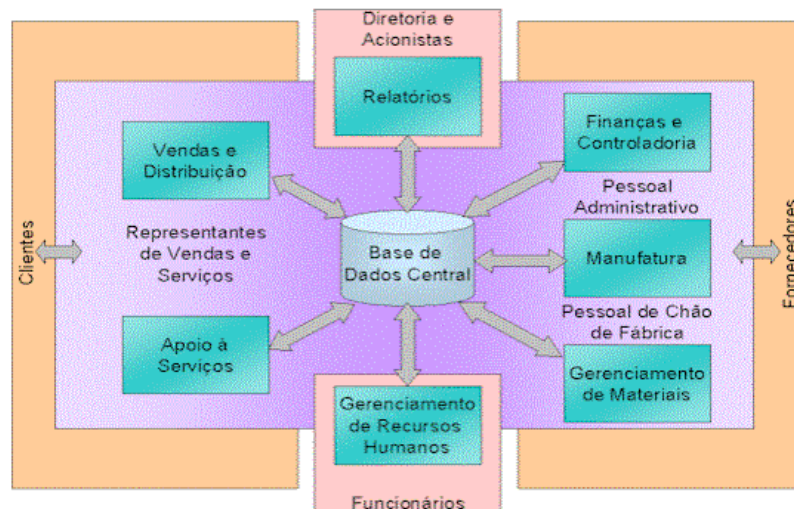 Diretoria e
Acionistas
Relatórios
Vendas e
Distribuição
Finanças e
Controladoria
Pessoal
Administrativo
Clientes
Representantes
de Vendas e
Serviços
Base de
Dados Central
Manufatura
Fornecedores
Pessoal de Chão
de Fábrica
Apoio à
Serviços
Gerenciamento
de Recursos
Humanos
Gerenciamento
de Materiais
Funcionários